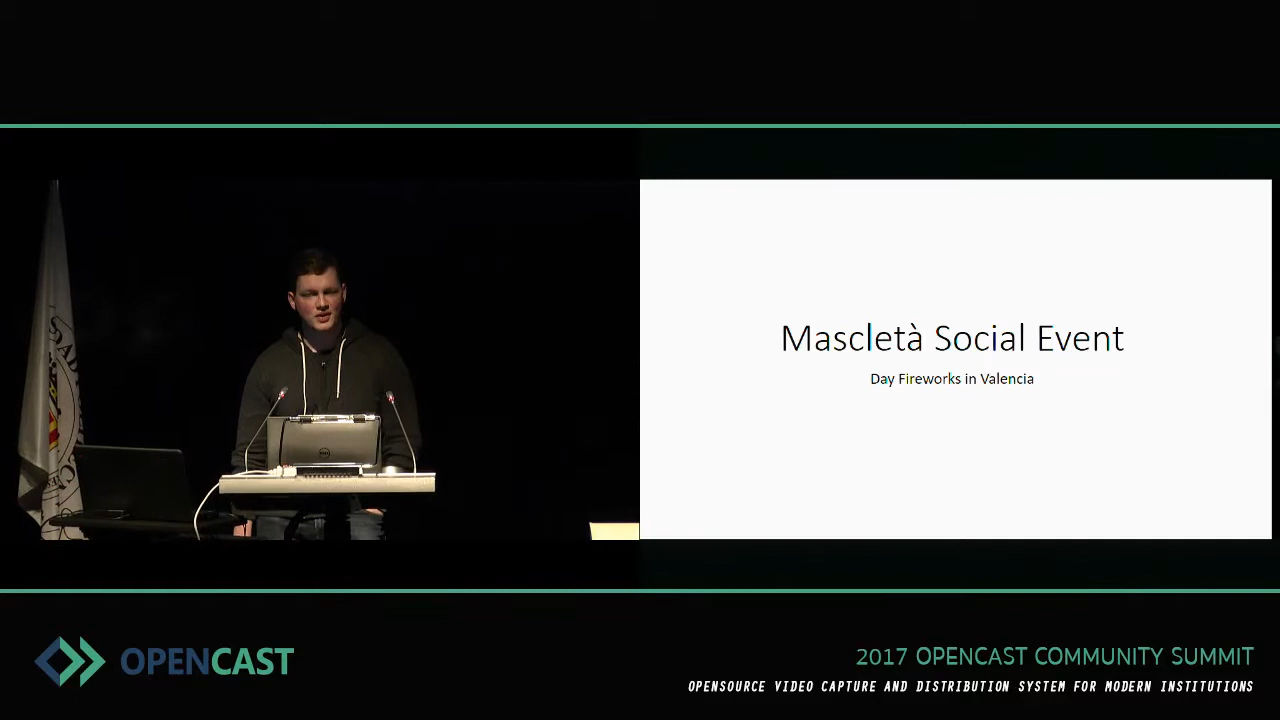 Mascletà Social Event
Day Fireworks in Valencia
OPENCAST
2017 OPENCAST COMMUNITY SUMMIT
OPENSOURCE VIDEO CAPTURE AND DISTRIBUTION SYSTEM FOR MODERN INSTITUTIONS